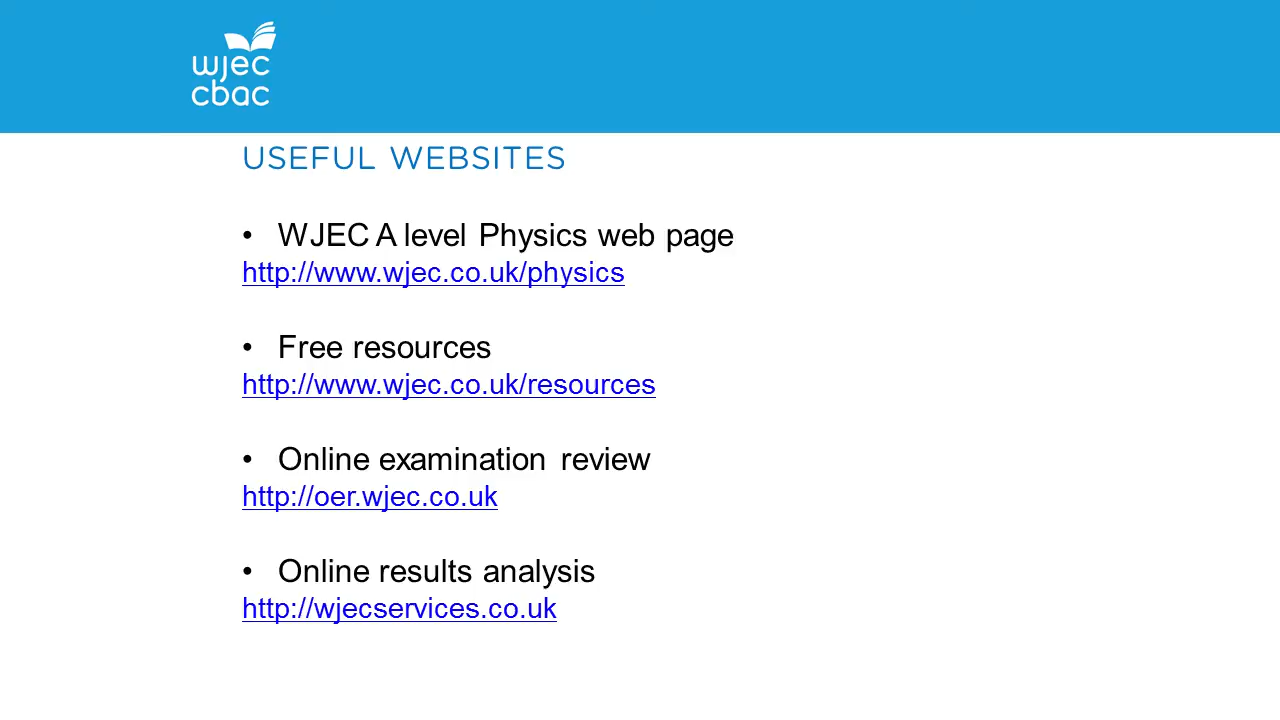 wjec
cbac
USEFUL WEBSITES
• WJEC A level Physics web page
http://www.wjec.co.uk/physics
• Free resources
http://www.wjec.co.uk/resources
• Online examination review
http://oer.wjec.co.uk
• Online results analysis
http://wjecservices.co.uk